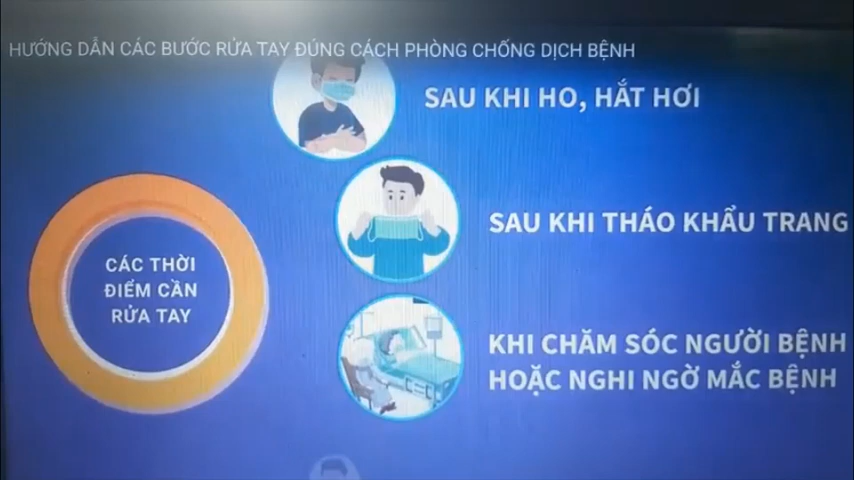 HƯỚNG DẪN CÁC BƯỚC RỬA TAY ĐÚNG CÁCH PHÒNG CHỐNG DỊCH BỆNH
SAU KHI HO, HẮT HƠI
SAU KHI THÁO KHẨU TRANG
CÁC THỜI
ĐIỂM CẦN
RỬA TAY
KHI CHĂM SÓC NGƯỜI BỆNH
HOẶC NGHI NGỜ MẮC BỆNH